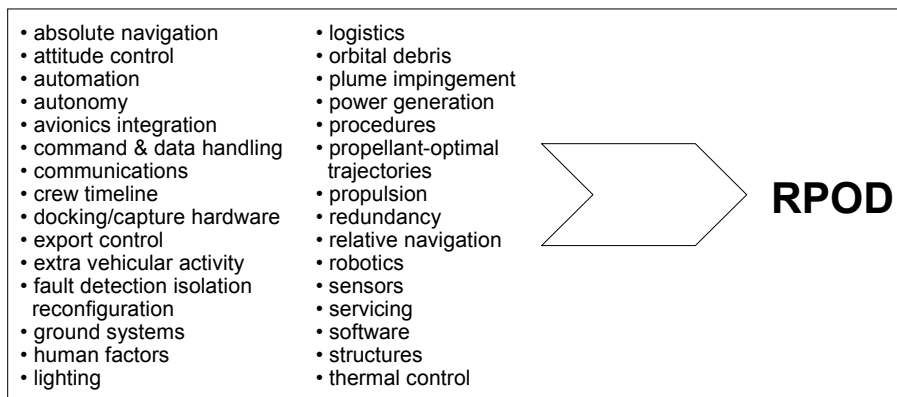 • absolute navigation
• attitude control
• automation
• autonomy
• avionics integration
• command & data handling
• communications
• crew timeline
• docking/capture hardware
• export control
• extra vehicular activity
• fault detection isolation
reconfiguration
• ground systems
• human factors
• lighting
• logistics
• orbital debris
• plume impingement
• power generation
• procedures
• propellant-optimal
trajectories
• propulsion
• redundancy
• relative navigation
• robotics
• sensors
• servicing
• software
• structures
• thermal control
RPOD